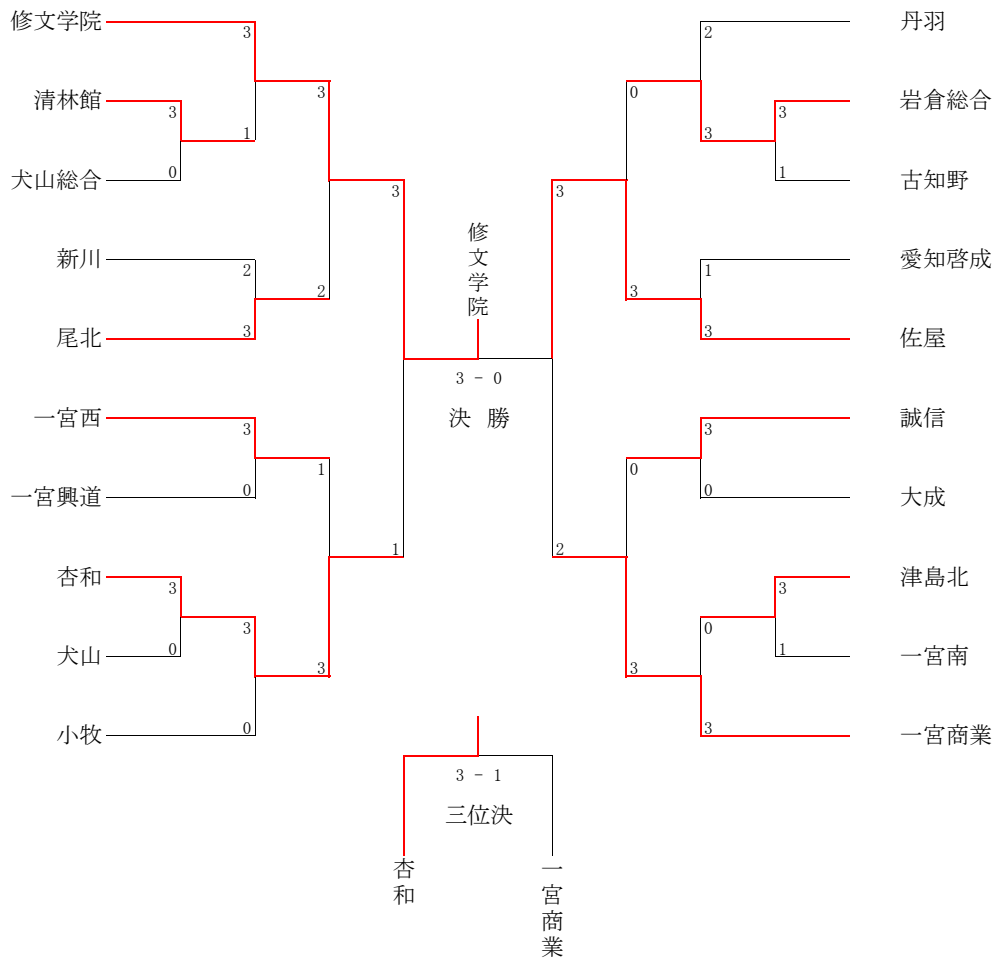 修文学院
丹羽
3
2
清林館
3
0
岩倉総合
3
3
1
3
犬山総合
0
1
古知野
3
3
修文学院
新川
2
愛知啓成
1
2
3
尾北
3
3
佐屋
3 - 0
決 勝
一宮西
3
3
誠信
1
0
一宮興道
0
0
大成
1
2
杏和
3
3
津島北
3
0
犬山
0
1
一宮南
3
3
小牧
0
3
一宮商業
3 - 1
三位決
杏和
一宮商業